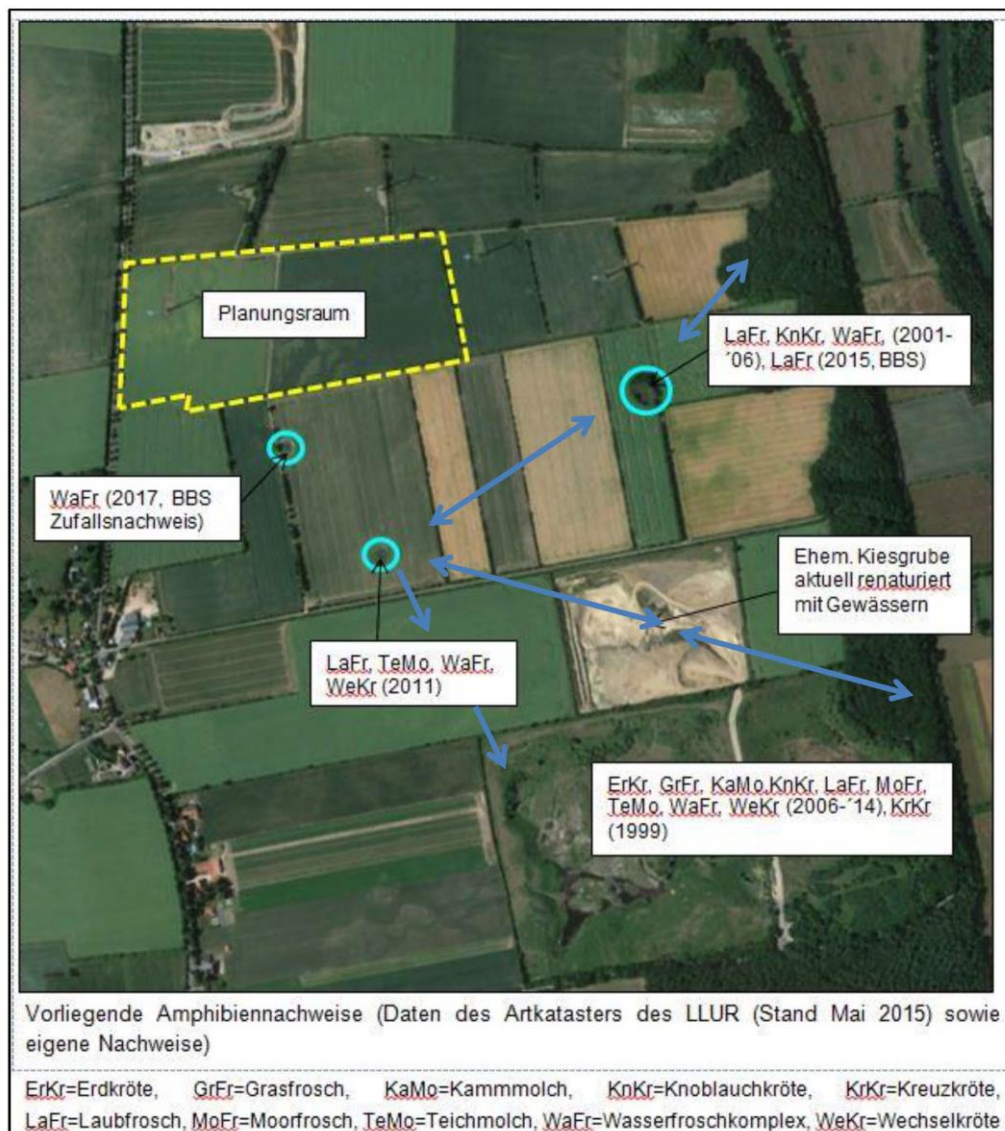 Planungsraum
LaFr, KnKr, WaFr, (2001-
´06), LaFr (2015, BBS)
WaFr (2017, BBS
Zufallsnachweis)
Ehem. Kiesgrube
aktuell renaturiert
mit Gewässern
LaFr, TeMo, WaFr,
WeKr (2011)
ErKr, GrFr, KaMo,KnKr, LaFr, MoFr,
TeMo, WaFr, WeKr (2006-´14), KrKr
(1999)
Vorliegende Amphibiennachweise (Daten des Artkatasters des LLUR (Stand Mai 2015) sowie
eigene Nachweise)
ErKr=Erdkröte, GrFr=Grasfrosch, KaMo=Kammmolch, KnKr=Knoblauchkröte, KrKr=Kreuzkröte,
LaFr=Laubfrosch, MoFr=Moorfrosch, TeMo=Teichmolch, WaFr=Wasserfroschkomplex, WeKr=Wechselkröte